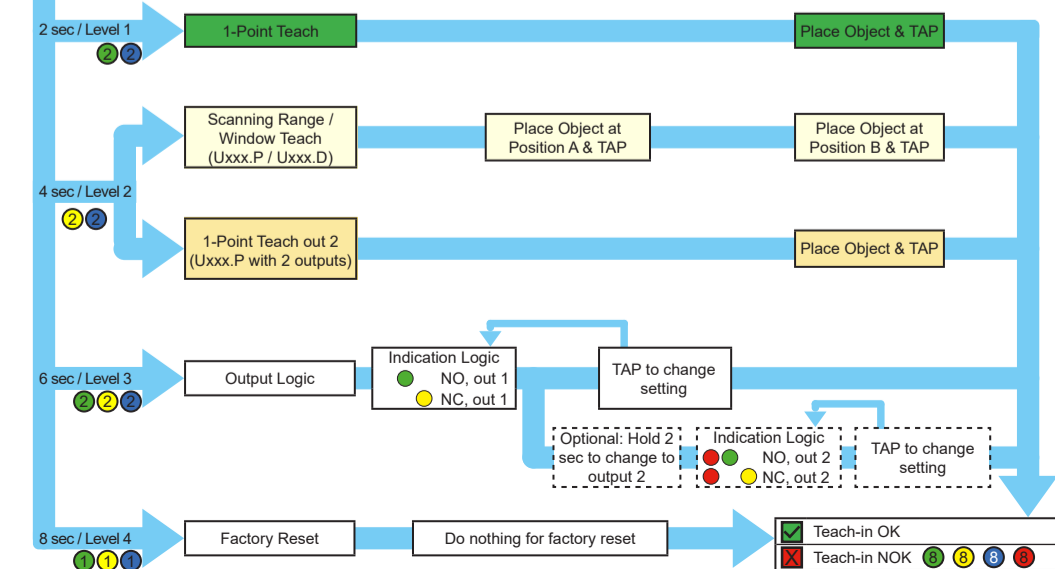 2 sec / Level 1
2 2
1-Point Teach
Place Object & TAP
Scanning Range /
Window Teach
(Uxxx.P / Uxxx.D)
Place Object at
Position A & TAP
Place Object at
Position B & TAP
4 sec / Level 2
2 2
1-Point Teach out 2
(Uxxx.P with 2 outputs)
Place Object & TAP
6 sec / Level 3
2 2 2
Output Logic
Indication Logic
NO, out 1
NC, out 1
TAP to change
setting
Optional: Hold 2
sec to change to
output 2
Indication Logic
NO, out 2
NC, out 2
TAP to change
setting
8 sec / Level 4
1 1 1
Factory Reset
Do nothing for factory reset
Teach-in OK
X Teach-in NOK 8 8 8 8